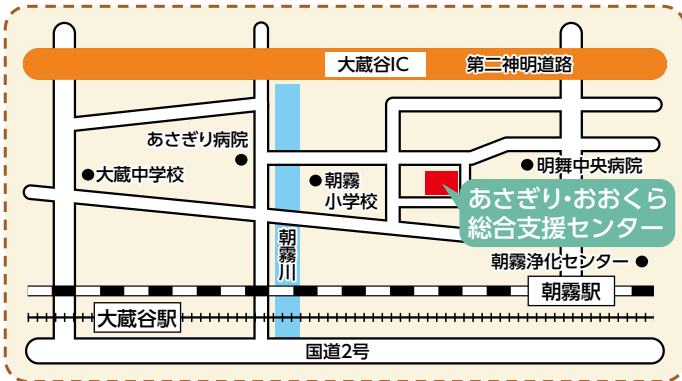 大蔵谷IC
第二神明道路
あさぎり病院
大蔵中学校
朝霧
小学校
明舞中央病院
あさぎり・おおくら
総合支援センター
朝霧川
朝霧浄化センター
朝霧駅
大蔵谷駅
国道2号